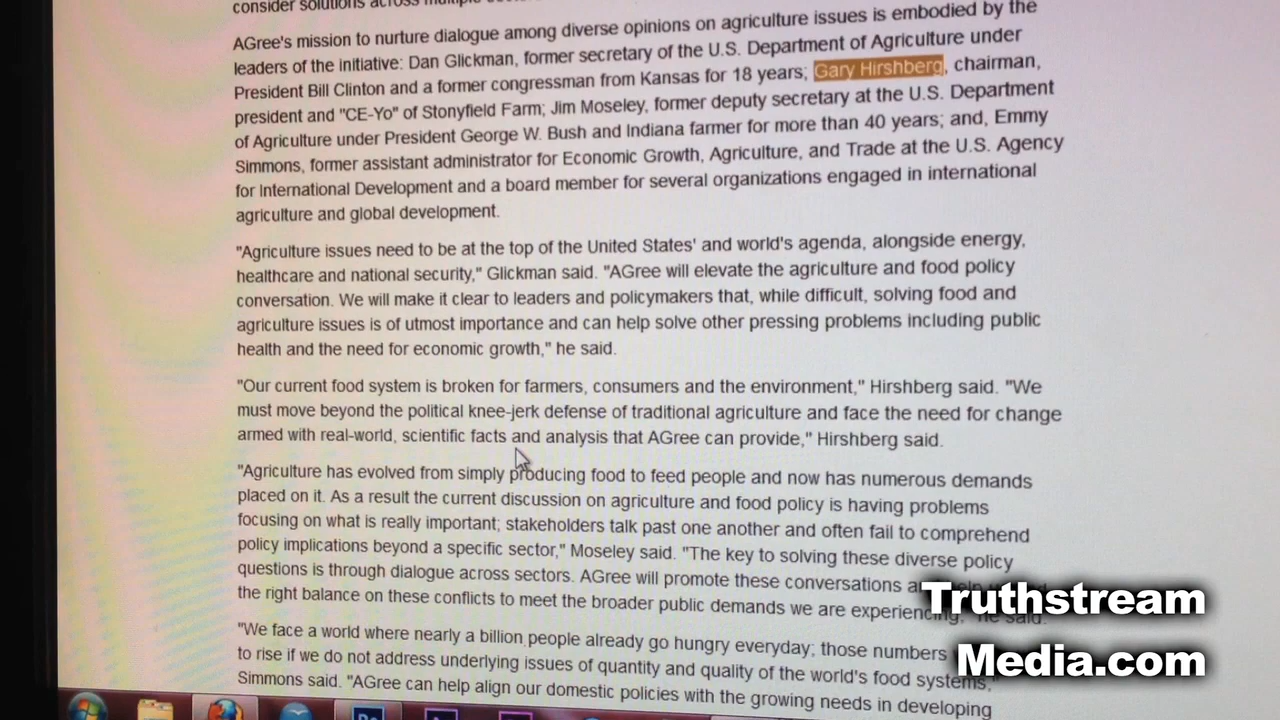 consider solutions across multiple
AGree's mission to nurture dialogue among diverse opinions on agriculture issues is embodied by the
leaders of the initiative: Dan Glickman, former secretary of the U.S. Department of Agriculture under
President Bill Clinton and a former congressman from Kansas for 18 years; Gary Hirshberg, chairman,
president and "CE-Yo" of Stonyfield Farm; Jim Moseley, former deputy secretary at the U.S. Department
of Agriculture under President George W. Bush and Indiana farmer for more than 40 years; and, Emmy
Simmons, former assistant administrator for Economic Growth, Agriculture, and Trade at the U.S. Agency
for International Development and a board member for several organizations engaged in international
agriculture and global development.
"Agriculture issues need to be at the top of the United States' and world's agenda, alongside energy,
healthcare and national security," Glickman said. "AGree will elevate the agriculture and food policy
conversation. We will make it clear to leaders and policymakers that, while difficult, solving food and
agriculture issues is of utmost importance and can help solve other pressing problems including public
health and the need for economic growth," he said.
"Our current food system is broken for farmers, consumers and the environment," Hirshberg said. "We
must move beyond the political knee-jerk defense of traditional agriculture and face the need for change
armed with real-world, scientific facts and analysis that AGree can provide," Hirshberg said.
"Agriculture has evolved from simply producing food to feed people and now has numerous demands
placed on it. As a result the current discussion on agriculture and food policy is having problems
focusing on what is really important; stakeholders talk past one another and often fail to comprehend
policy implications beyond a specific sector," Moseley said. "The key to solving these diverse policy
questions is through dialogue across sectors. AGree will promote these conversations
the right balance on these conflicts to meet the broader public demands we are experiencing," he said.
"We face a world where nearly a billion people already go hungry everyday; those numbers
to rise if we do not address underlying issues of quantity and quality of the world's food systems,"
Simmons said. "AGree can help align our domestic policies with the growing needs in developing
Truthstream
Media.com